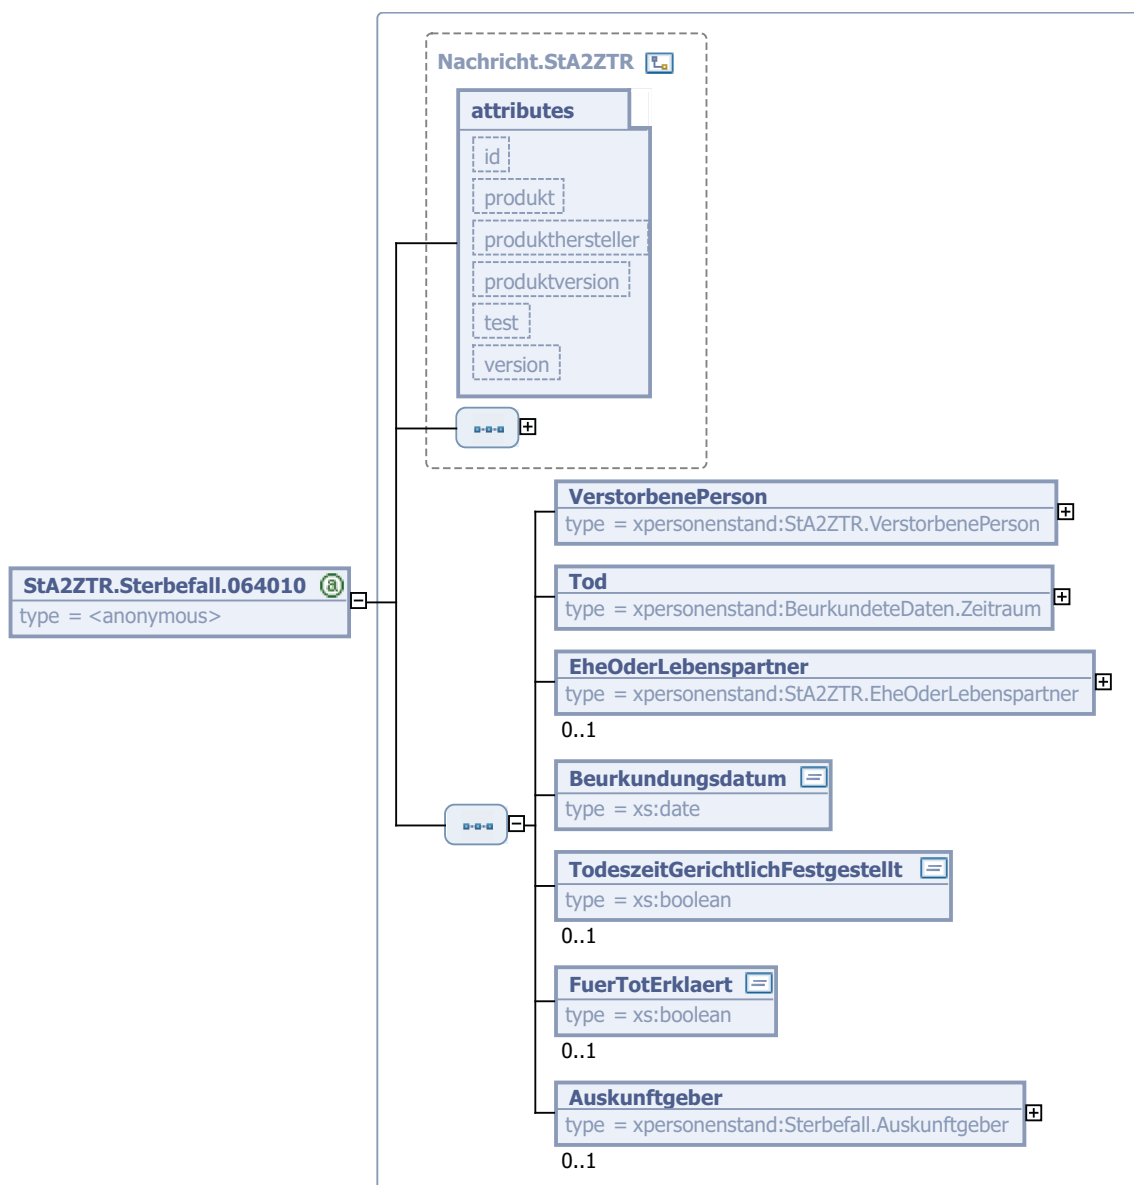 Nachricht.StA2ZTR
attributes
id
produkt
produkthersteller
produktversion
test
version
StA2ZTR.Sterbefall.064010 @
type = <anonymous>
VerstorbenePerson
type = xpersonenstand:StA2ZTR.VerstorbenePerson
Tod
type = xpersonenstand:BeurkundeteDaten.Zeitraum
EheOderLebenspartner
type = xpersonenstand:StA2ZTR.EheOderLebenspartner
0..1
Beurkundungsdatum
type = xs:date
TodeszeitGerichtlichFestgestellt
type = xs:boolean
0..1
FuerTotErklaert
type = xs:boolean
0..1
Auskunftgeber
type = xpersonenstand:Sterbefall.Auskunftgeber
0..1